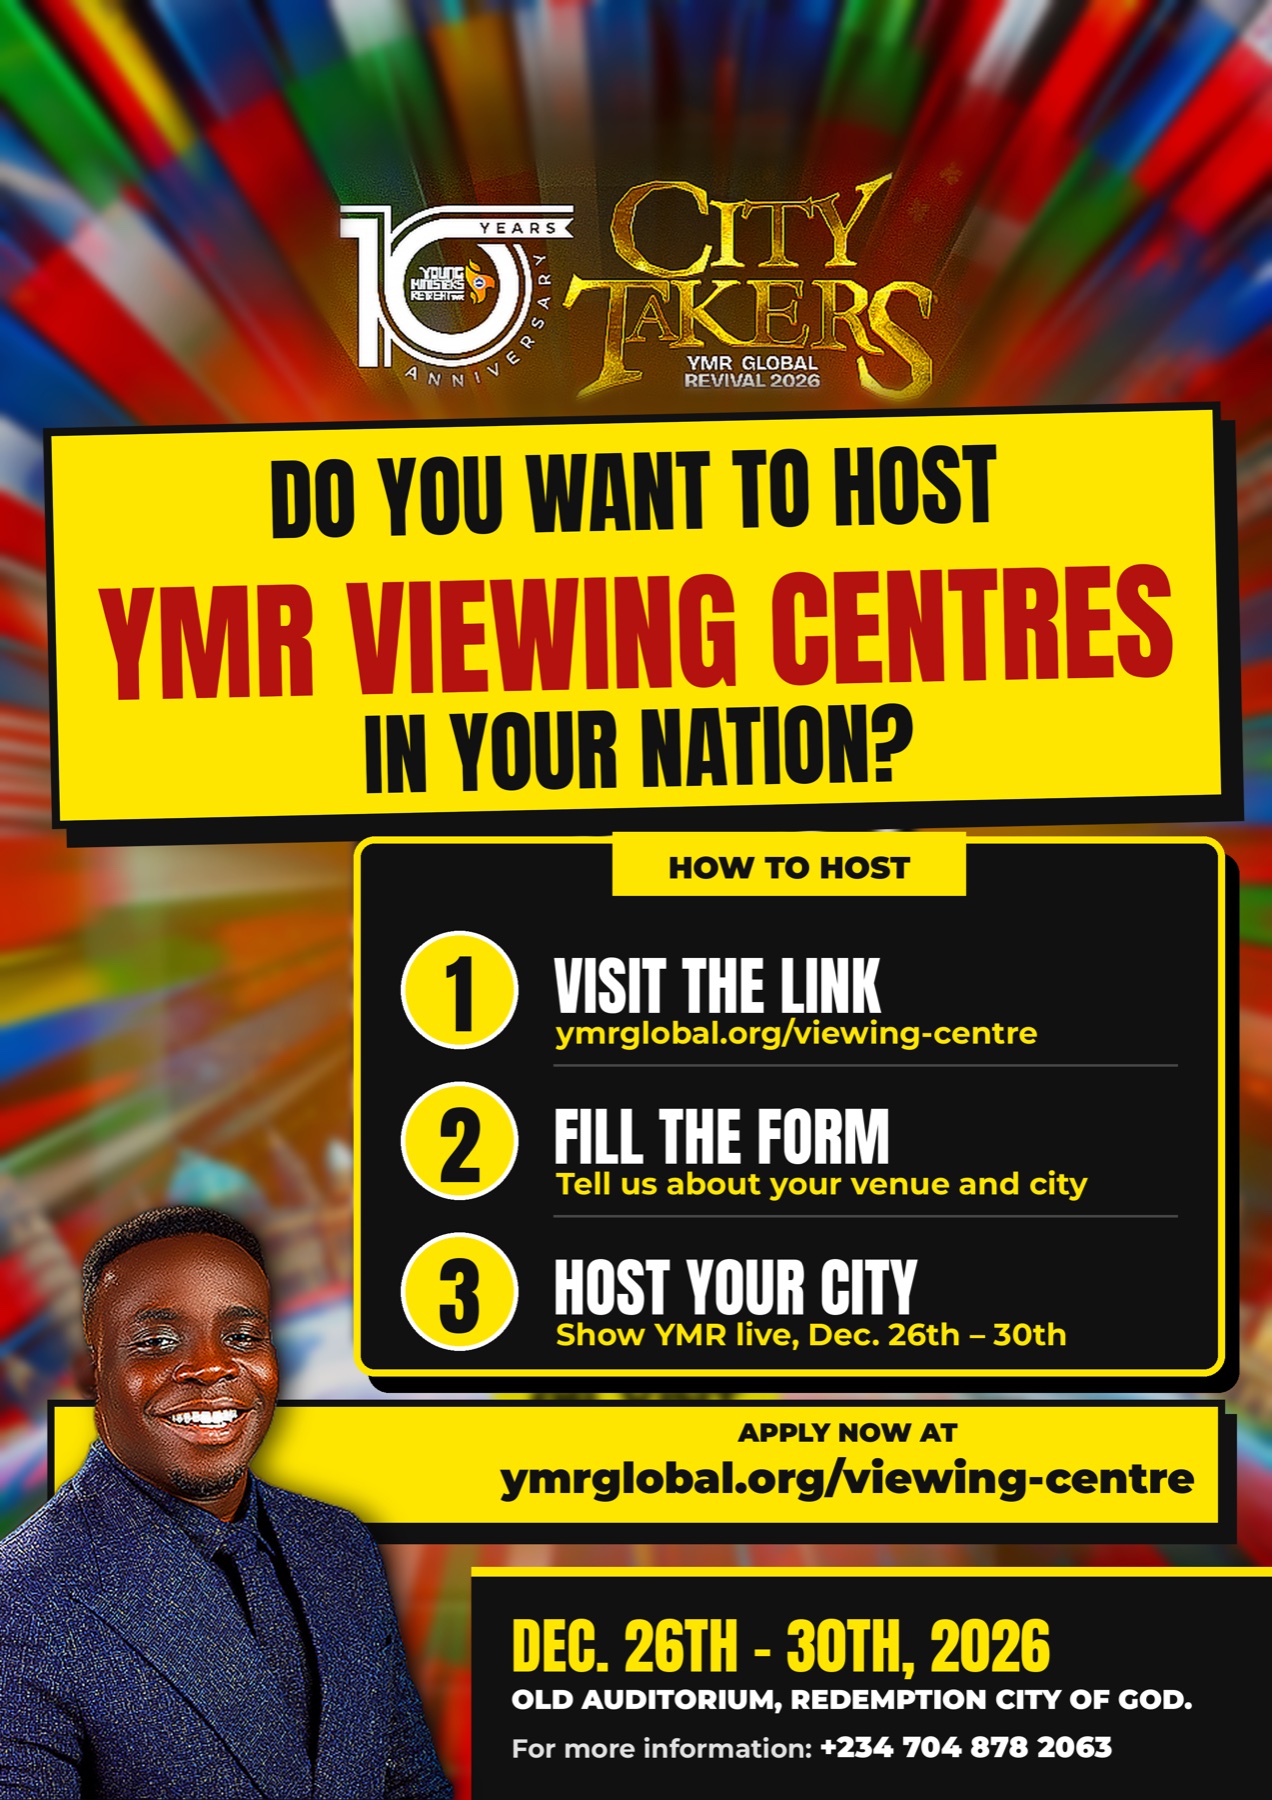 10 YEARS
ANNIVERSARY
YOUNG
MINISTERS
RETREAT
CITY
TAKERS
YMR GLOBAL
REVIVAL 2026
DO YOU WANT TO HOST
YMR VIEWING CENTRES
IN YOUR NATION?
HOW TO HOST
1
VISIT THE LINK
ymrglobal.org/viewing-centre
2
FILL THE FORM
Tell us about your venue and city
3
HOST YOUR CITY
Show YMR live, Dec. 26th – 30th
APPLY NOW AT
ymrglobal.org/viewing-centre
DEC. 26TH - 30TH, 2026
OLD AUDITORIUM, REDEMPTION CITY OF GOD.
For more information: +234 704 878 2063